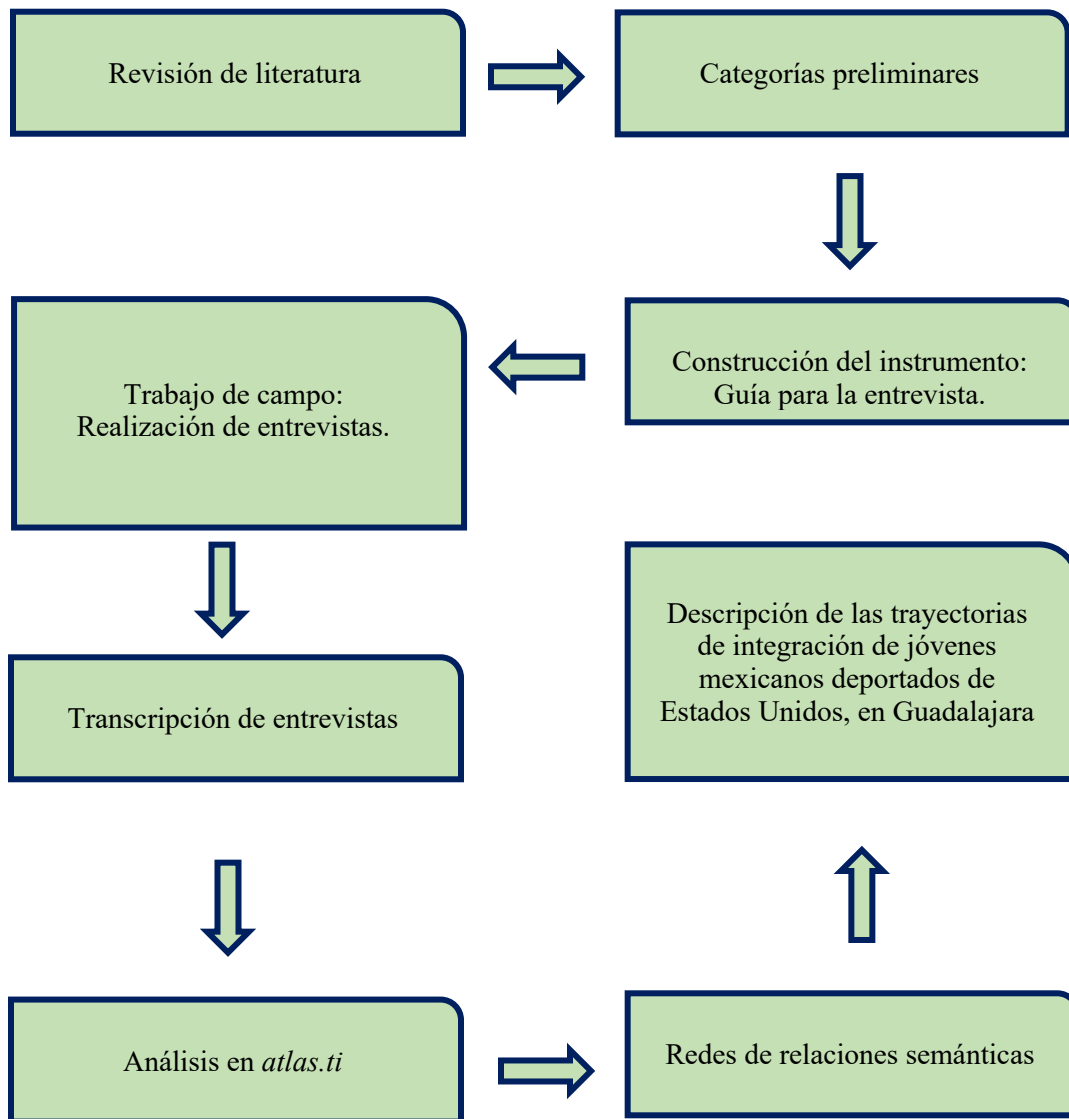 Revisión de literatura
Categorías preliminares
Construcción del instrumento:
Guía para la entrevista.
Trabajo de campo:
Realización de entrevistas.
Transcripción de entrevistas
Análisis en atlas.ti
Redes de relaciones semánticas
Descripción de las trayectorias
de integración de jóvenes
mexicanos deportados de
Estados Unidos, en Guadalajara